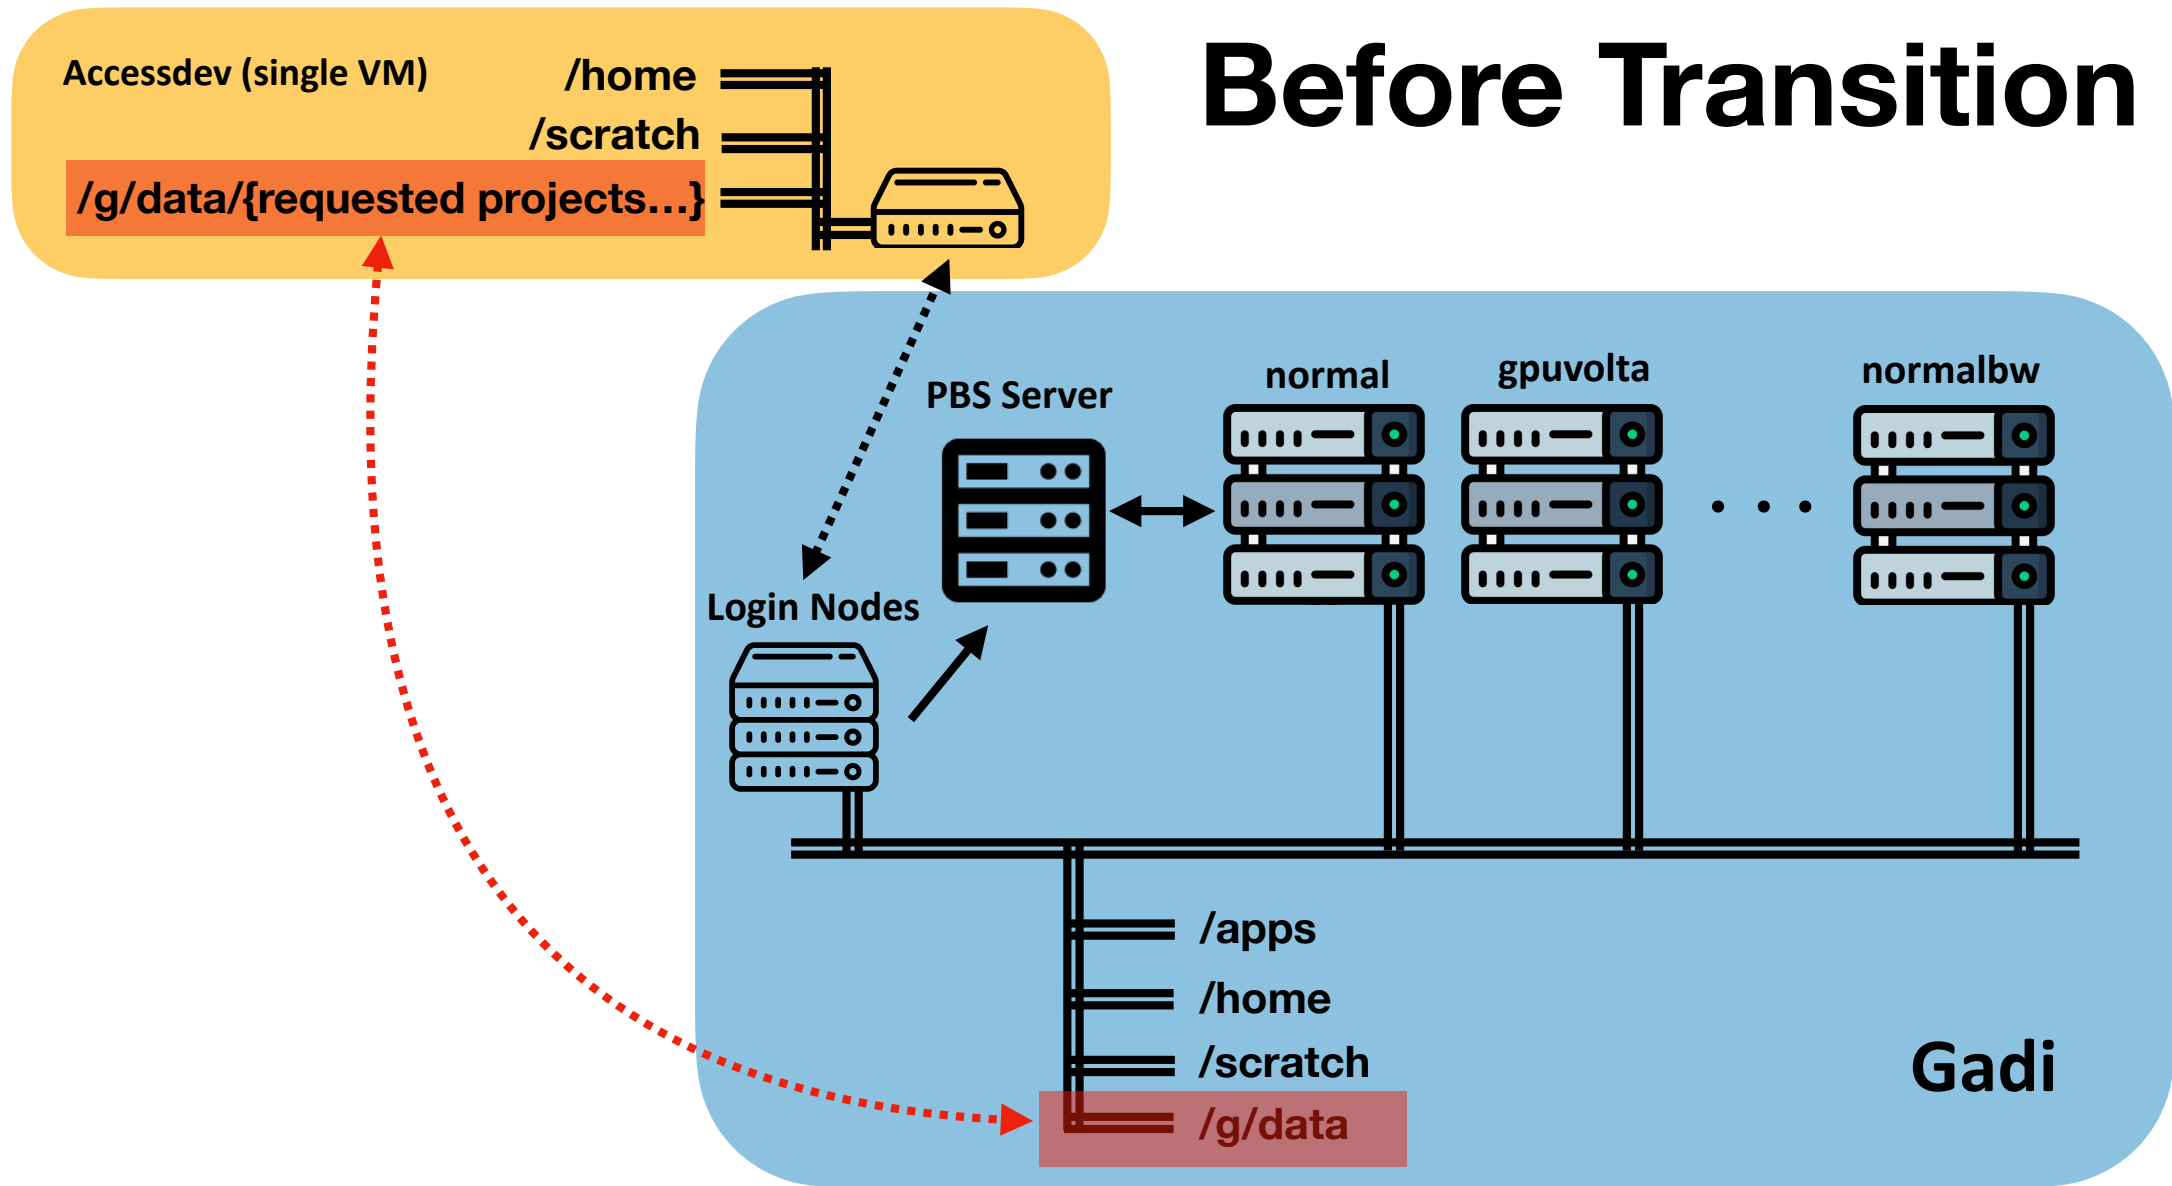 Before Transition
Accessdev (single VM)
/home
/scratch
/g/data/{requested projects...}
PBS Server
normal
gpuvolta
. . .
normalbw
Login Nodes
/apps
/home
/scratch
/g/data
Gadi